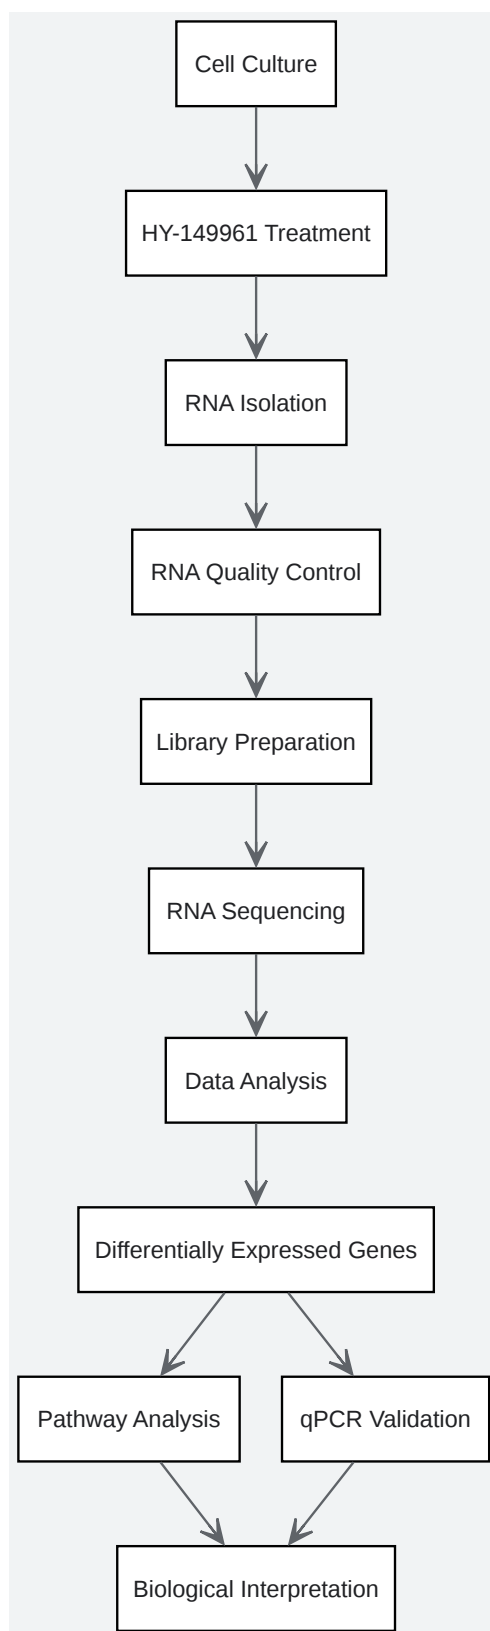 Cell Culture
HY-149961 Treatment
RNA Isolation
RNA Quality Control
Library Preparation
RNA Sequencing
Data Analysis
Differentially Expressed Genes
Pathway Analysis
qPCR Validation
Biological Interpretation